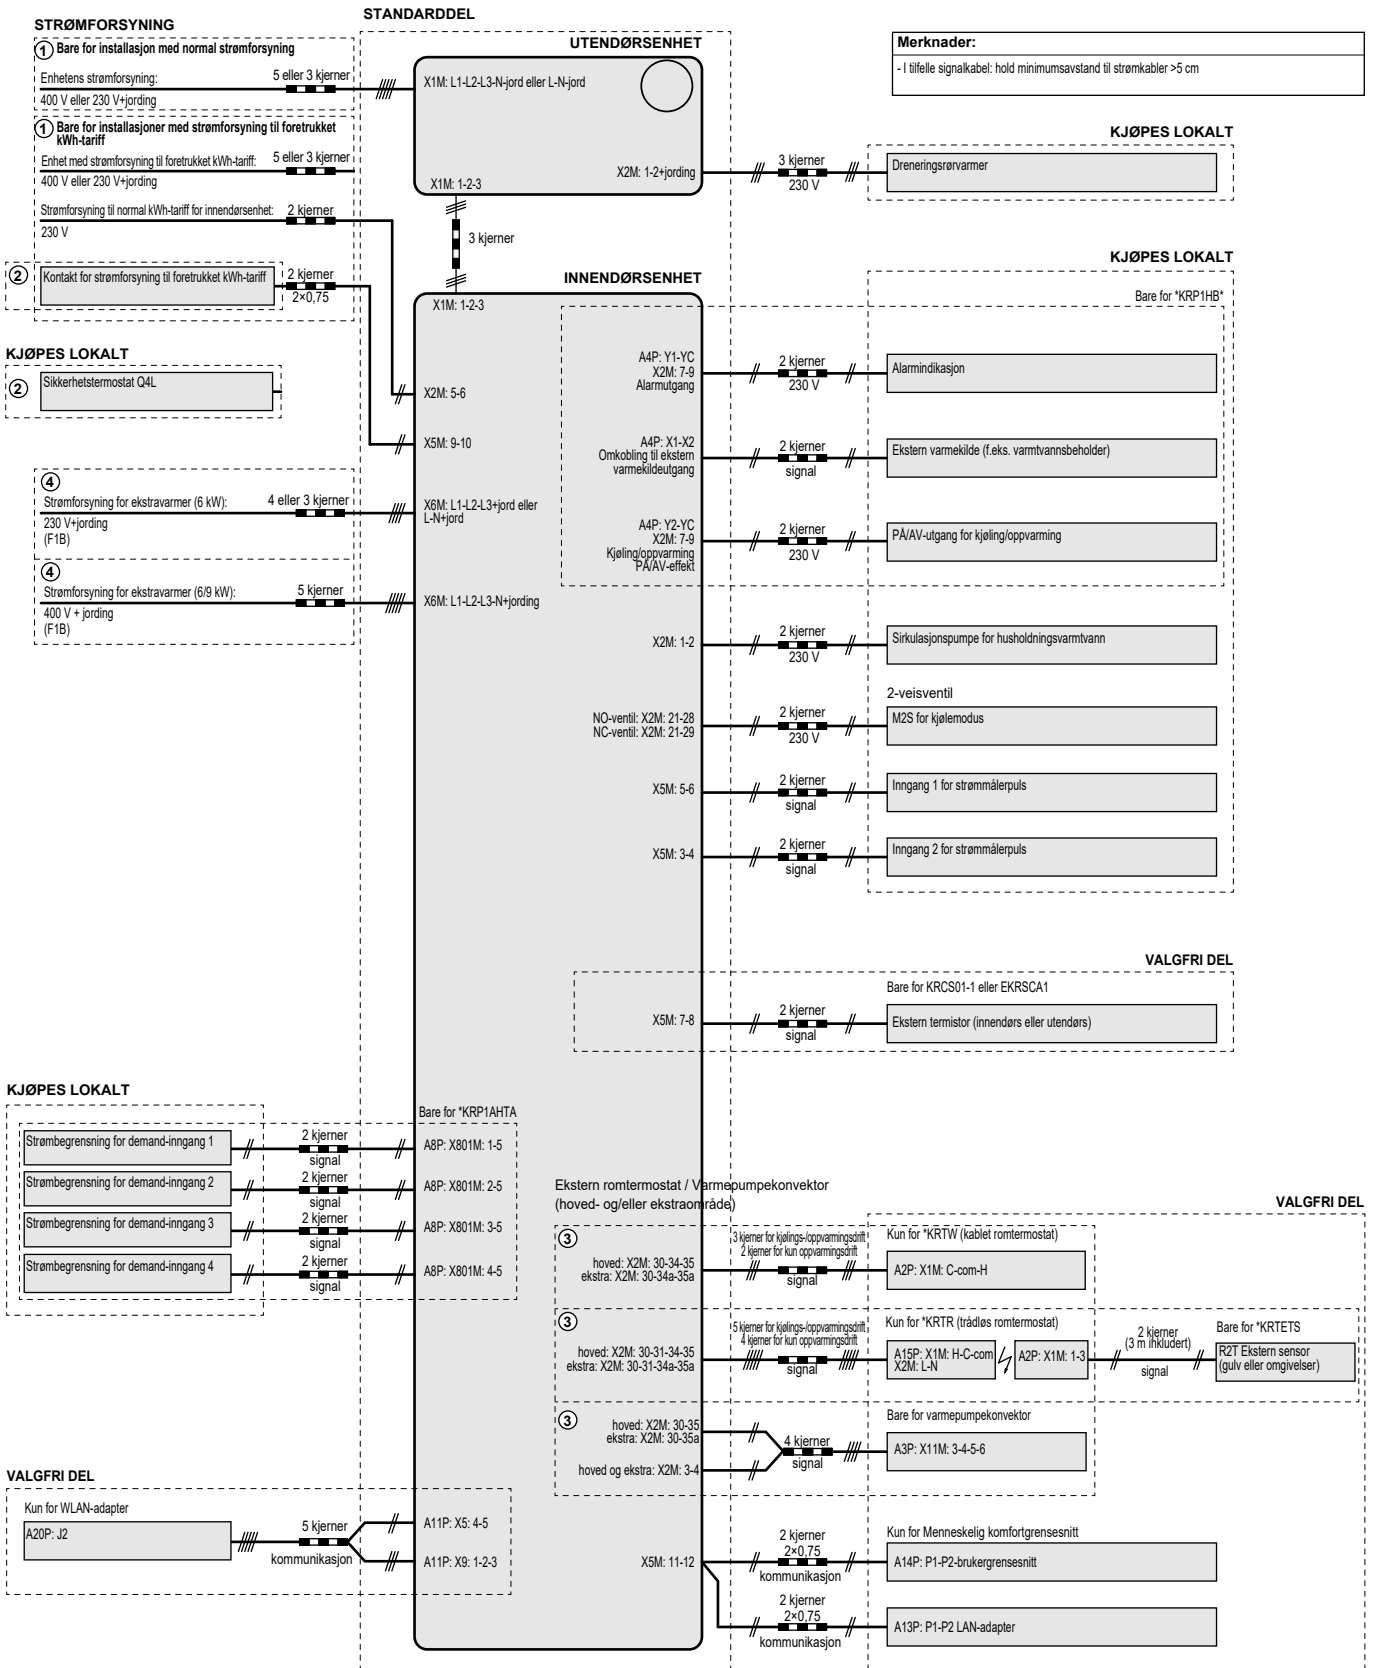 STRØMFORSYNING
① Bare for installasjon med normal strømforsyning
Enhetens strømforsyning:
5 eller 3 kjerner
400 V eller 230 V+jording
① Bare for installasjoner med strømforsyning til foretrukket
kWh-tariff
Enhet med strømforsyning til foretrukket kWh-tariff:
5 eller 3 kjerner
400 V eller 230 V+jording
Strømforsyning til normal kWh-tariff for innendørsenhet:
2 kjerner
230 V
②
Kontakt for strømforsyning til foretrukket kWh-tariff
2 kjerner
2×0,75
KJØPES LOKALT
②
Sikkerhetstermostat Q4L
④
Strømforsyning for ekstravarmer (6 kW):
4 eller 3 kjerner
230 V+jording
(F1B)
④
Strømforsyning for ekstravarmer (6/9 kW):
5 kjerner
400 V + jording
(F1B)
STANDARDDEL
UTENDØRSENHET
X1M: L1-L2-L3-N-jord eller L-N-jord
X2M: 1-2+jording
X1M: 1-2-3
3 kjerner
INNENDØRSENHET
X1M: 1-2-3
X2M: 5-6
X5M: 9-10
X6M: L1-L2-L3+jord eller
L-N+jord
X6M: L1-L2-L3-N+jording
Merknader:
- I tilfelle signalkabel: hold minimumsavstand til strømkabler >5 cm
KJØPES LOKALT
3 kjerner
230 V
Dreneringsrørvarmer
KJØPES LOKALT
Bare for *KRP1HB*
A4P: Y1-YC
X2M: 7-9
Alarmutgang
2 kjerner
230 V
Alarmindikasjon
A4P: X1-X2
Omkobling til ekstern
varmekildeutgang
2 kjerner
signal
Ekstern varmekilde (f.eks. varmtvannsbeholder)
A4P: Y2-YC
X2M: 7-9
Kjøling/oppvarming
PÅ/AV-effekt
2 kjerner
230 V
PÅ/AV-utgang for kjøling/oppvarming
X2M: 1-2
2 kjerner
230 V
Sirkulasjonspumpe for husholdningsvarmtvann
2-veisventil
NO-ventil: X2M: 21-28
NC-ventil: X2M: 21-29
2 kjerner
230 V
M2S for kjølemodus
X5M: 5-6
2 kjerner
signal
Inngang 1 for strømmålerpuls
X5M: 3-4
2 kjerner
signal
Inngang 2 for strømmålerpuls
VALGFRI DEL
Bare for KRCS01-1 eller EKRSCA1
X5M: 7-8
2 kjerner
signal
Ekstern termistor (innendørs eller utendørs)
KJØPES LOKALT
Bare for *KRP1AHTA
Strømbegrensning for demand-inngang 1
2 kjerner
signal
A8P: X801M: 1-5
Strømbegrensning for demand-inngang 2
2 kjerner
signal
A8P: X801M: 2-5
Strømbegrensning for demand-inngang 3
2 kjerner
signal
A8P: X801M: 3-5
Strømbegrensning for demand-inngang 4
2 kjerner
signal
A8P: X801M: 4-5
Ekstern romtermostat / Varmepumpekonvektor
(hoved- og/eller ekstraområde)
VALGFRI DEL
③
hoved: X2M: 30-34-35
ekstra: X2M: 30-34a-35a
3 kjerner for kjølings-/oppvarmingsdrift
2 kjerner for kun oppvarmingsdrift
signal
Kun for *KRTW (kablet romtermostat)
A2P: X1M: C-com-H
③
hoved: X2M: 30-31-34-35
ekstra: X2M: 30-31-34a-35a
5 kjerner for kjølings-/oppvarmingsdrift
4 kjerner for kun oppvarmingsdrift
signal
Kun for *KRTR (trådløs romtermostat)
A15P: X1M: H-C-com
X2M: L-N
A2P: X1M: 1-3
2 kjerner
(3 m inkludert)
signal
Bare for *KRTETS
R2T Ekstern sensor
(gulv eller omgivelser)
③
hoved: X2M: 30-35
ekstra: X2M: 30-35a
hoved og ekstra: X2M: 3-4
4 kjerner
signal
Bare for varmepumpekonvektor
A3P: X11M: 3-4-5-6
VALGFRI DEL
Kun for WLAN-adapter
A20P: J2
5 kjerner
kommunikasjon
A11P: X5: 4-5
A11P: X9: 1-2-3
X5M: 11-12
2 kjerner
2×0,75
kommunikasjon
Kun for Menneskelig komfortgrensesnitt
A14P: P1-P2-brukergrensesnitt
2 kjerner
2×0,75
kommunikasjon
A13P: P1-P2 LAN-adapter